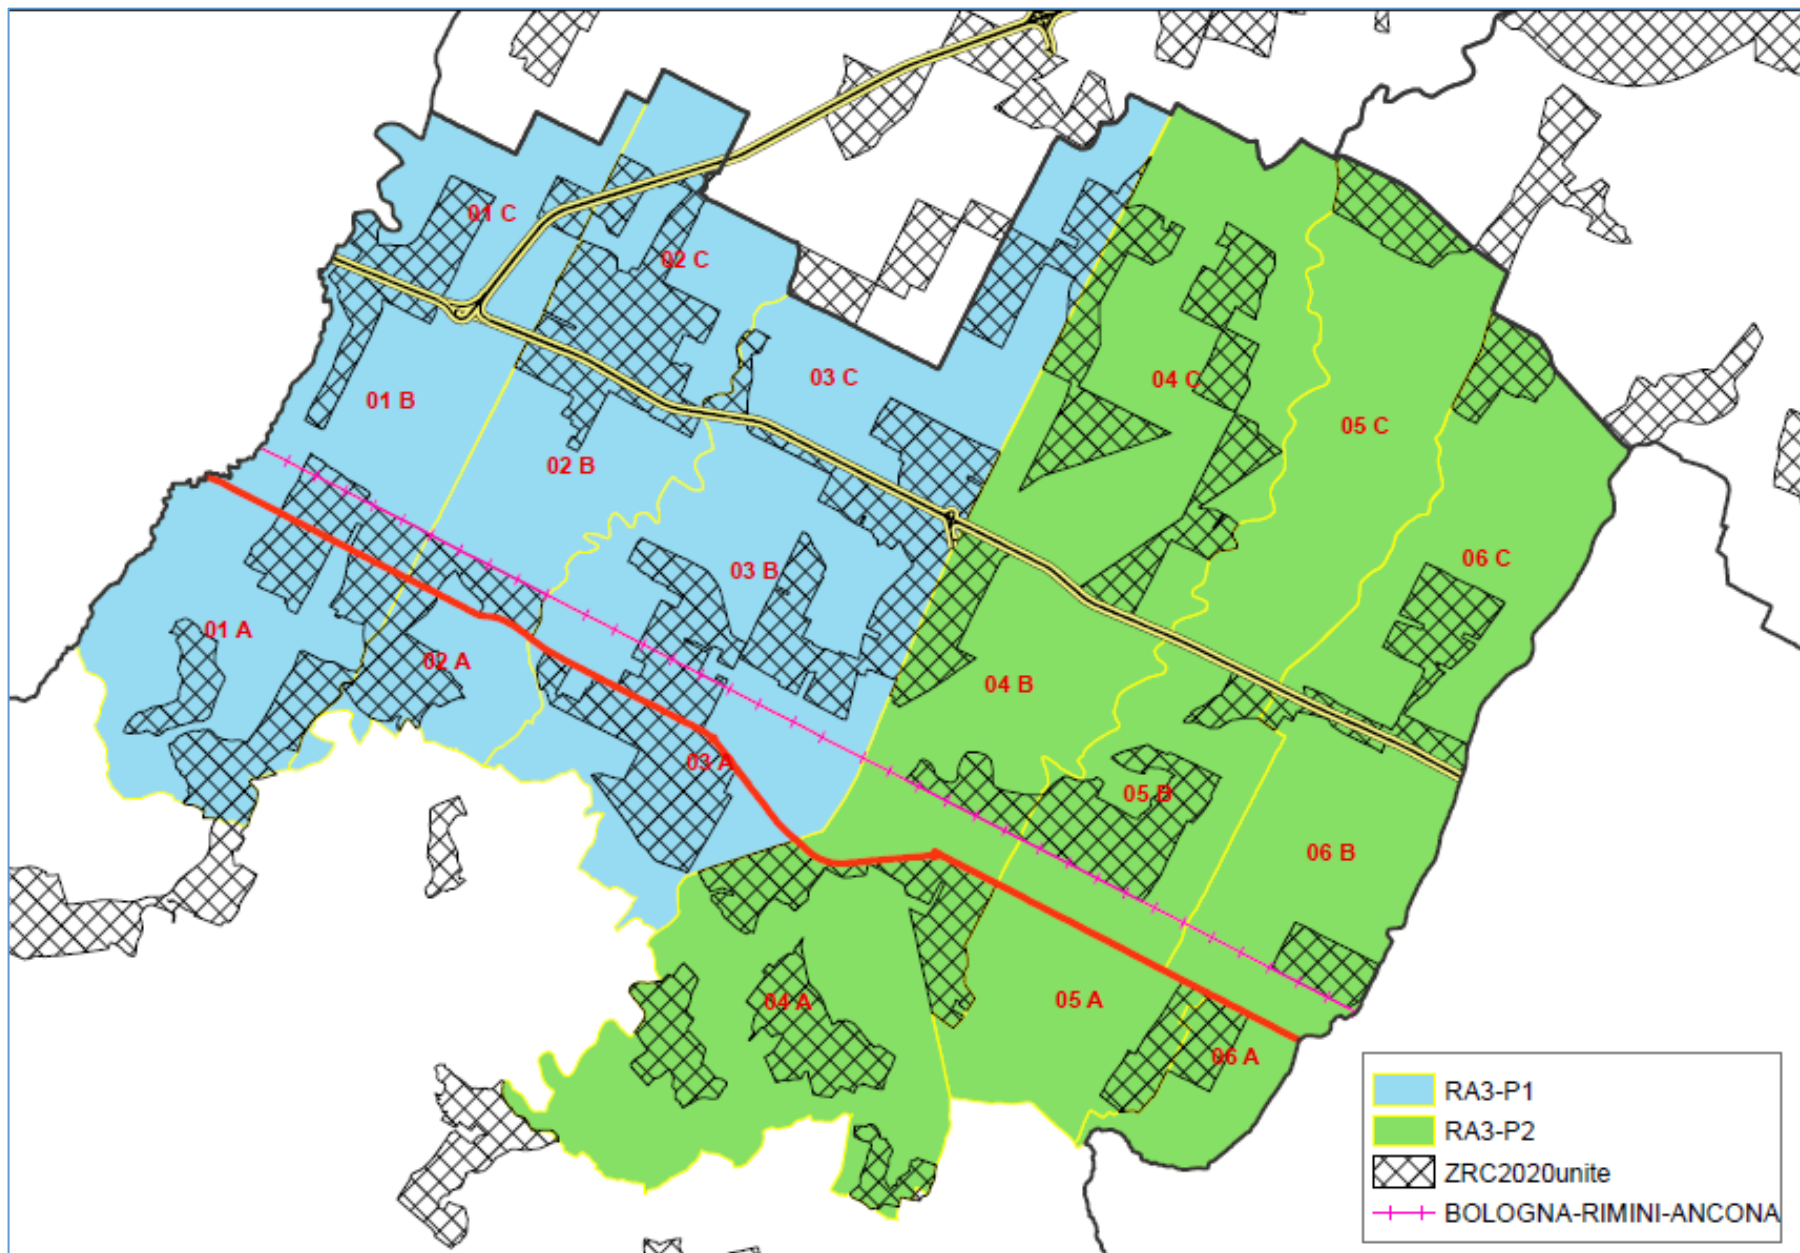 01 C
02 C
03 C
04 C
01 B
05 C
02 B
06 C
03 B
01 A
02 A
04 B
03 A
05 B
06 B
04 A
05 A
06 A
RA3-P1
RA3-P2
ZRC2020unite
BOLOGNA-RIMINI-ANCONA